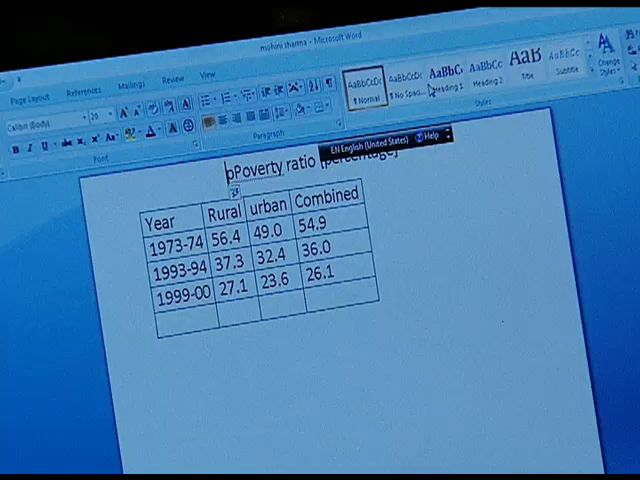 mohini sharma - Microsoft Word
Page Layout References Mailings Review View
Calibri (Body) 20
AaBbCcDc AaBbCcDc AaBbC AaBbCc AaB AaBbCc
¶ Normal ¶ No Spaci... Heading 1 Heading 2 Title Subtitle Change Styles
Font Paragraph Styles
EN English (United States) Help
pPoverty ratio (percentage)
Year Rural urban Combined
1973-74 56.4 49.0 54.9
1993-94 37.3 32.4 36.0
1999-00 27.1 23.6 26.1